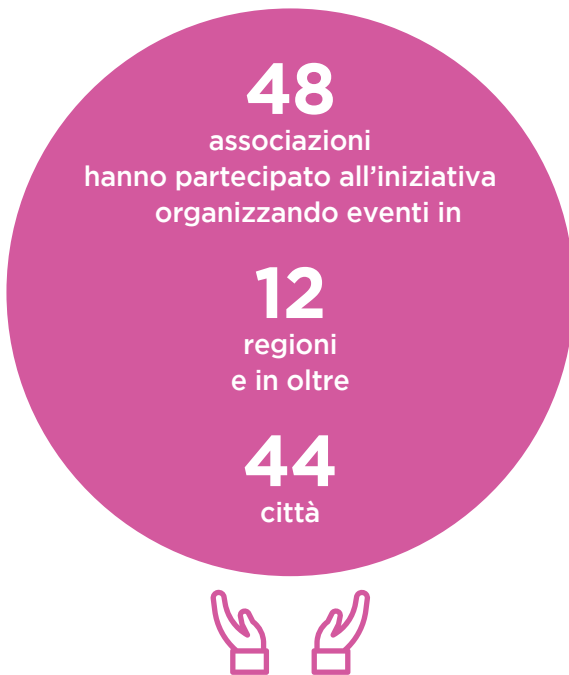 48
associazioni
hanno partecipato all'iniziativa
organizzando eventi in
12
regioni
e in oltre
44
città